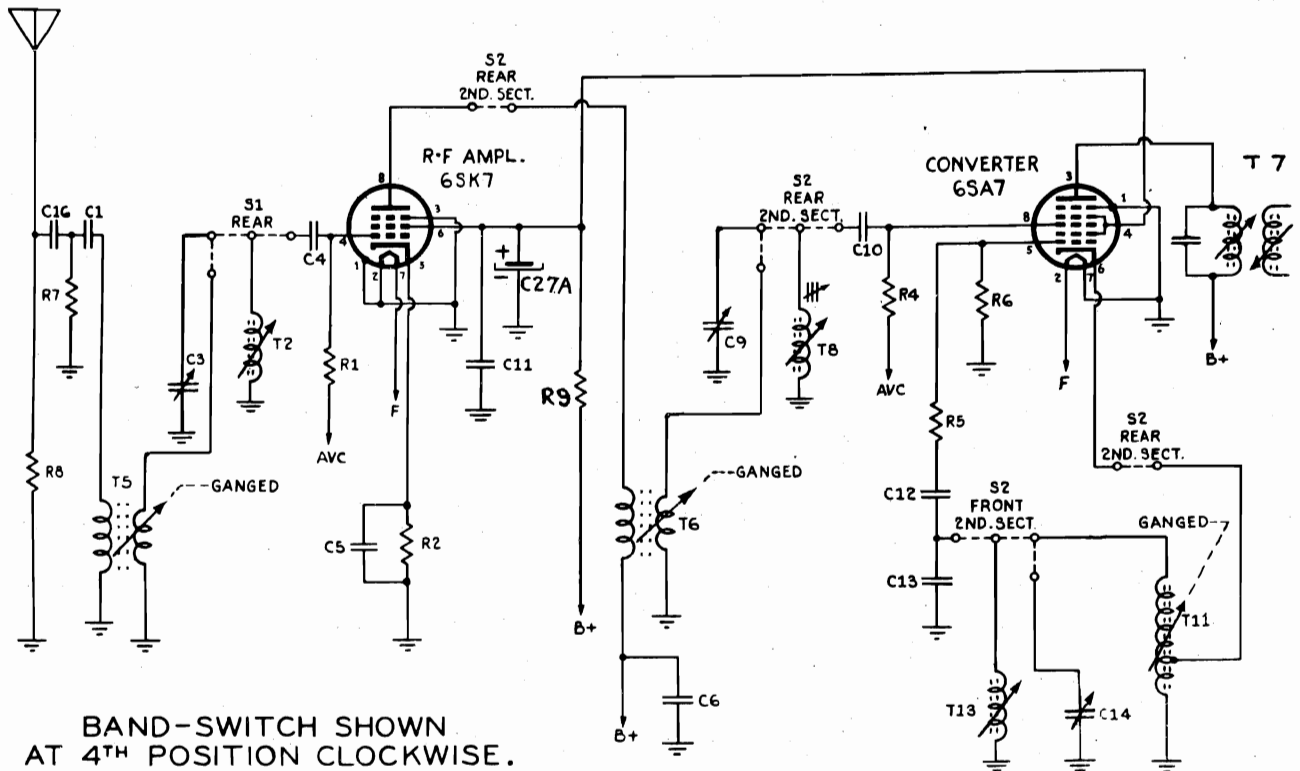 S2
REAR
2ND. SECT.
R-F AMPL.
6SK7
8
3
6
4
1
2
7
5
CONVERTER
6SA7
3
1
8
4
5
6
2
7
T 7
C16
C1
S1
REAR
C4
S2
REAR
2ND. SECT.
C10
C27A
+
−
R7
C3
T2
R1
F
C11
R9
C9
T8
R4
R6
F
B+
AVC
AVC
R5
S2
REAR
2ND. SECT.
R8
T5
GANGED
GANGED
T6
C12
S2
FRONT
2ND. SECT.
GANGED
C5
R2
C13
T11
B+
C6
T13
C14
B+
BAND-SWITCH SHOWN
AT 4TH POSITION CLOCKWISE.